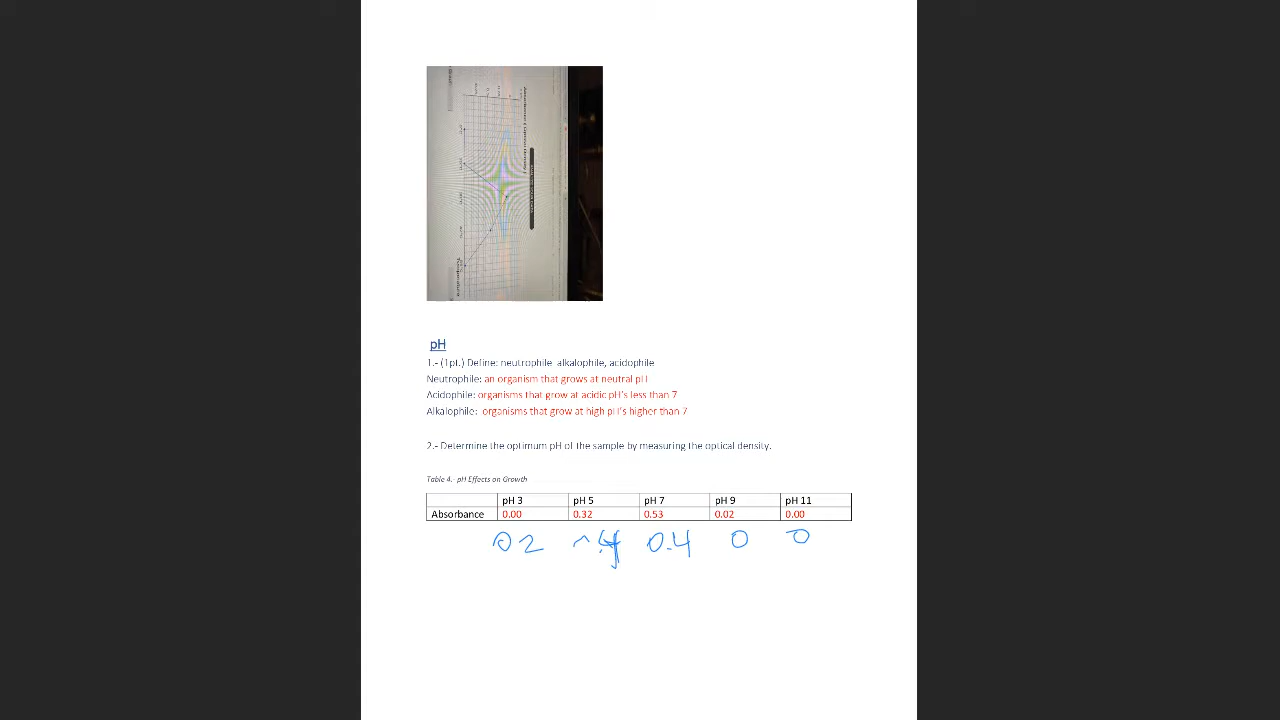 Temperature
pH
1.- (1pt.) Define: neutrophile alkalophile, acidophile
Neutrophile: an organism that grows at neutral pH
Acidophile: organisms that grow at acidic pH's less than 7
Alkalophile: organisms that grow at high pH's higher than 7
2.- Determine the optimum pH of the sample by measuring the optical density.
Table 4.- pH Effects on Growth
pH 3 pH 5 pH 7 pH 9 pH 11
Absorbance 0.00 0.32 0.53 0.02 0.00
02 0.4 0 0